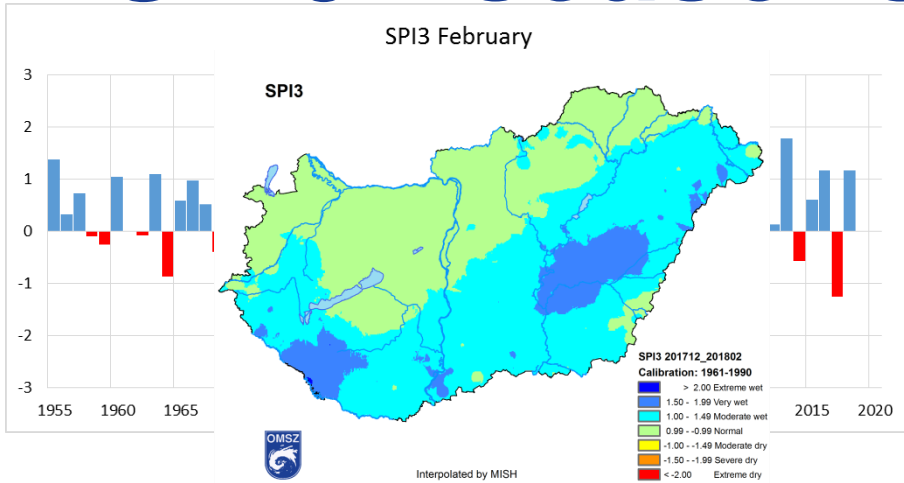 SPI3 February
3
2
1
0
-1
-2
-3
1955 1960 1965 2015 2020
SPI3
SPI3 201712_201802
Calibration: 1961-1990
> 2.00 Extreme wet
1.50 - 1.99 Very wet
1.00 - 1.49 Moderate wet
0.99 - -0.99 Normal
-1.00 - -1.49 Moderate dry
-1.50 - -1.99 Severe dry
< -2.00 Extreme dry
OMSZ
Interpolated by MISH